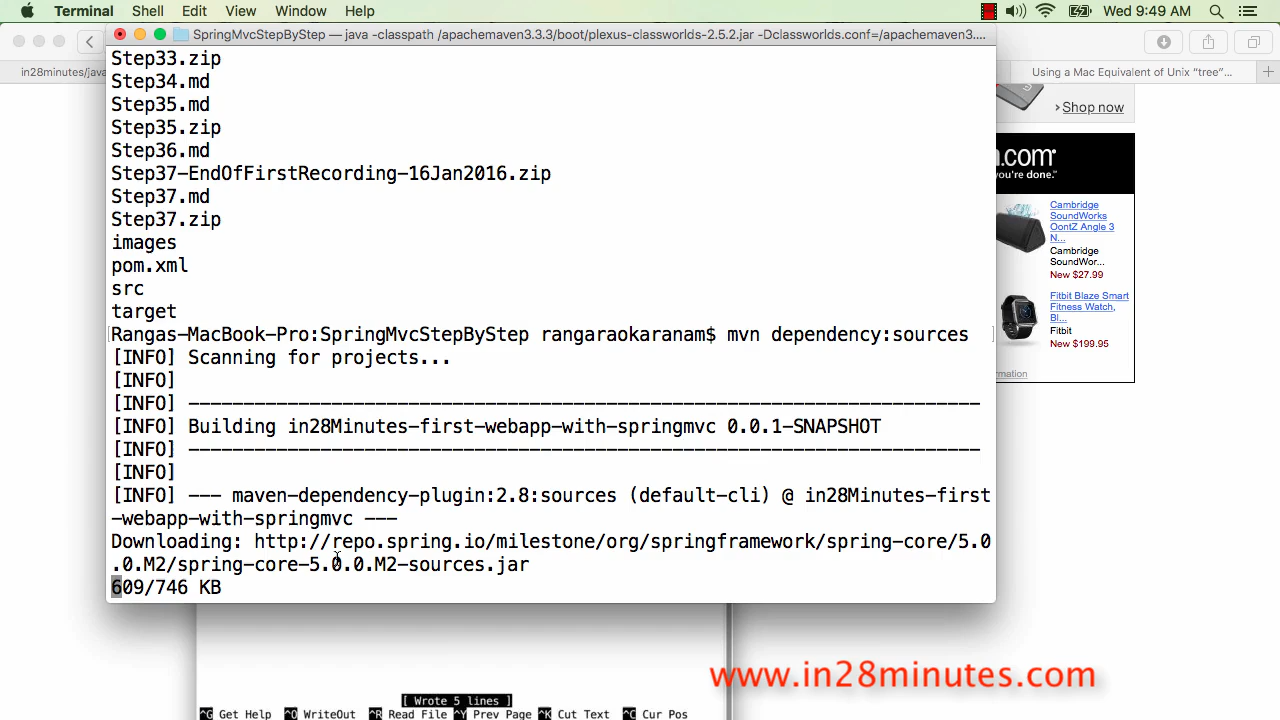 Terminal Shell Edit View Window Help Wed 9:49 AM
SpringMvcStepByStep — java -classpath /apachemaven3.3.3/boot/plexus-classworlds-2.5.2.jar -Dclassworlds.conf=/apachemaven3....
in28minutes/java
Using a Mac Equivalent of Unix “tree”...
Step33.zip
Step34.md
Step35.md
Step35.zip
Step36.md
Step37-EndOfFirstRecording-16Jan2016.zip
Step37.md
Step37.zip
images
pom.xml
src
target
Rangas-MacBook-Pro:SpringMvcStepByStep rangaraokaranam$ mvn dependency:sources
[INFO] Scanning for projects...
[INFO]
[INFO] ------------------------------------------------------------------------
[INFO] Building in28Minutes-first-webapp-with-springmvc 0.0.1-SNAPSHOT
[INFO] ------------------------------------------------------------------------
[INFO]
[INFO] --- maven-dependency-plugin:2.8:sources (default-cli) @ in28Minutes-first
-webapp-with-springmvc ---
Downloading: http://repo.spring.io/milestone/org/springframework/spring-core/5.0
.0.M2/spring-core-5.0.0.M2-sources.jar
609/746 KB
› Shop now
n.com
you're done.”
Cambridge
SoundWorks
OontZ Angle 3
N...
Cambridge
SoundWor...
New $27.99
Fitbit Blaze Smart
Fitness Watch,
Bl...
Fitbit
New $199.95
www.in28minutes.com
[ Wrote 5 lines ]
^G Get Help ^O WriteOut ^R Read File ^Y Prev Page ^K Cut Text ^C Cur Pos